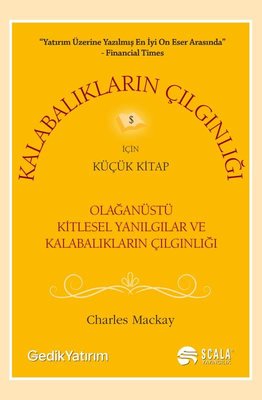 "Yatırım Üzerine Yazılmış En İyi On Eser Arasında"
- Financial Times
KALABALIKLARIN ÇILGINLIĞI
$
İÇİN
KÜÇÜK KİTAP
OLAĞANÜSTÜ
KİTLESEL YANILGILAR VE
KALABALIKLARIN ÇILGINLIĞI
Charles Mackay
GedikYatırım
SCALA
YAYINCILIK